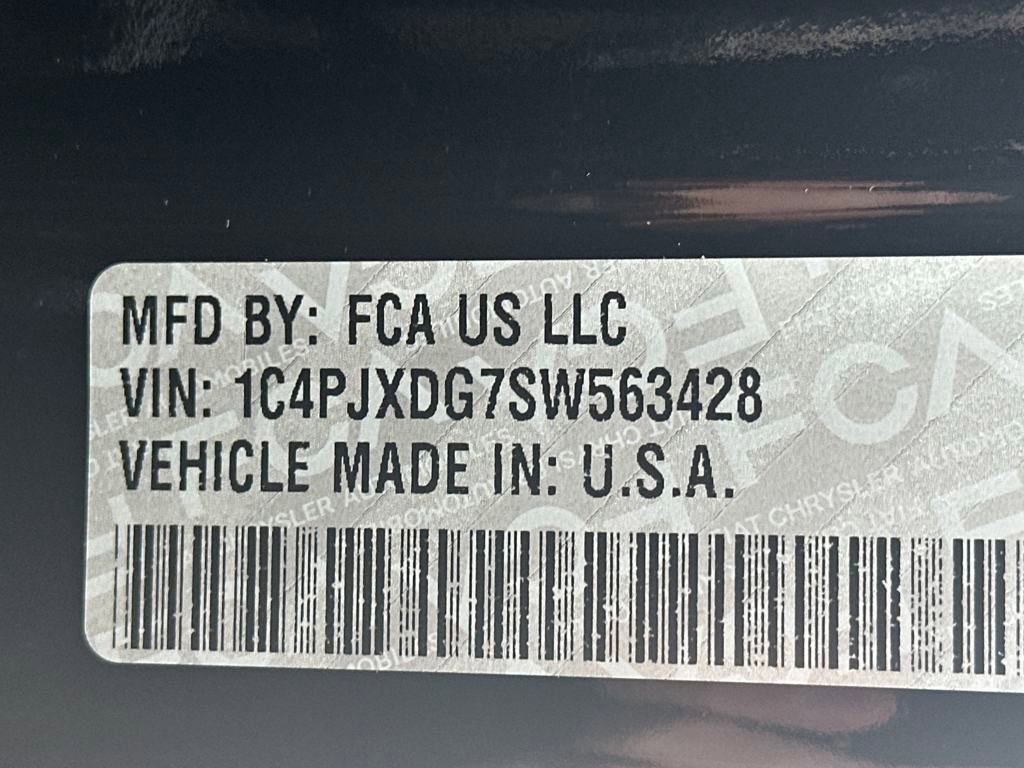 MFD BY: FCA US LLC
VIN: 1C4PJXDG7SW563428
VEHICLE MADE IN: U.S.A.